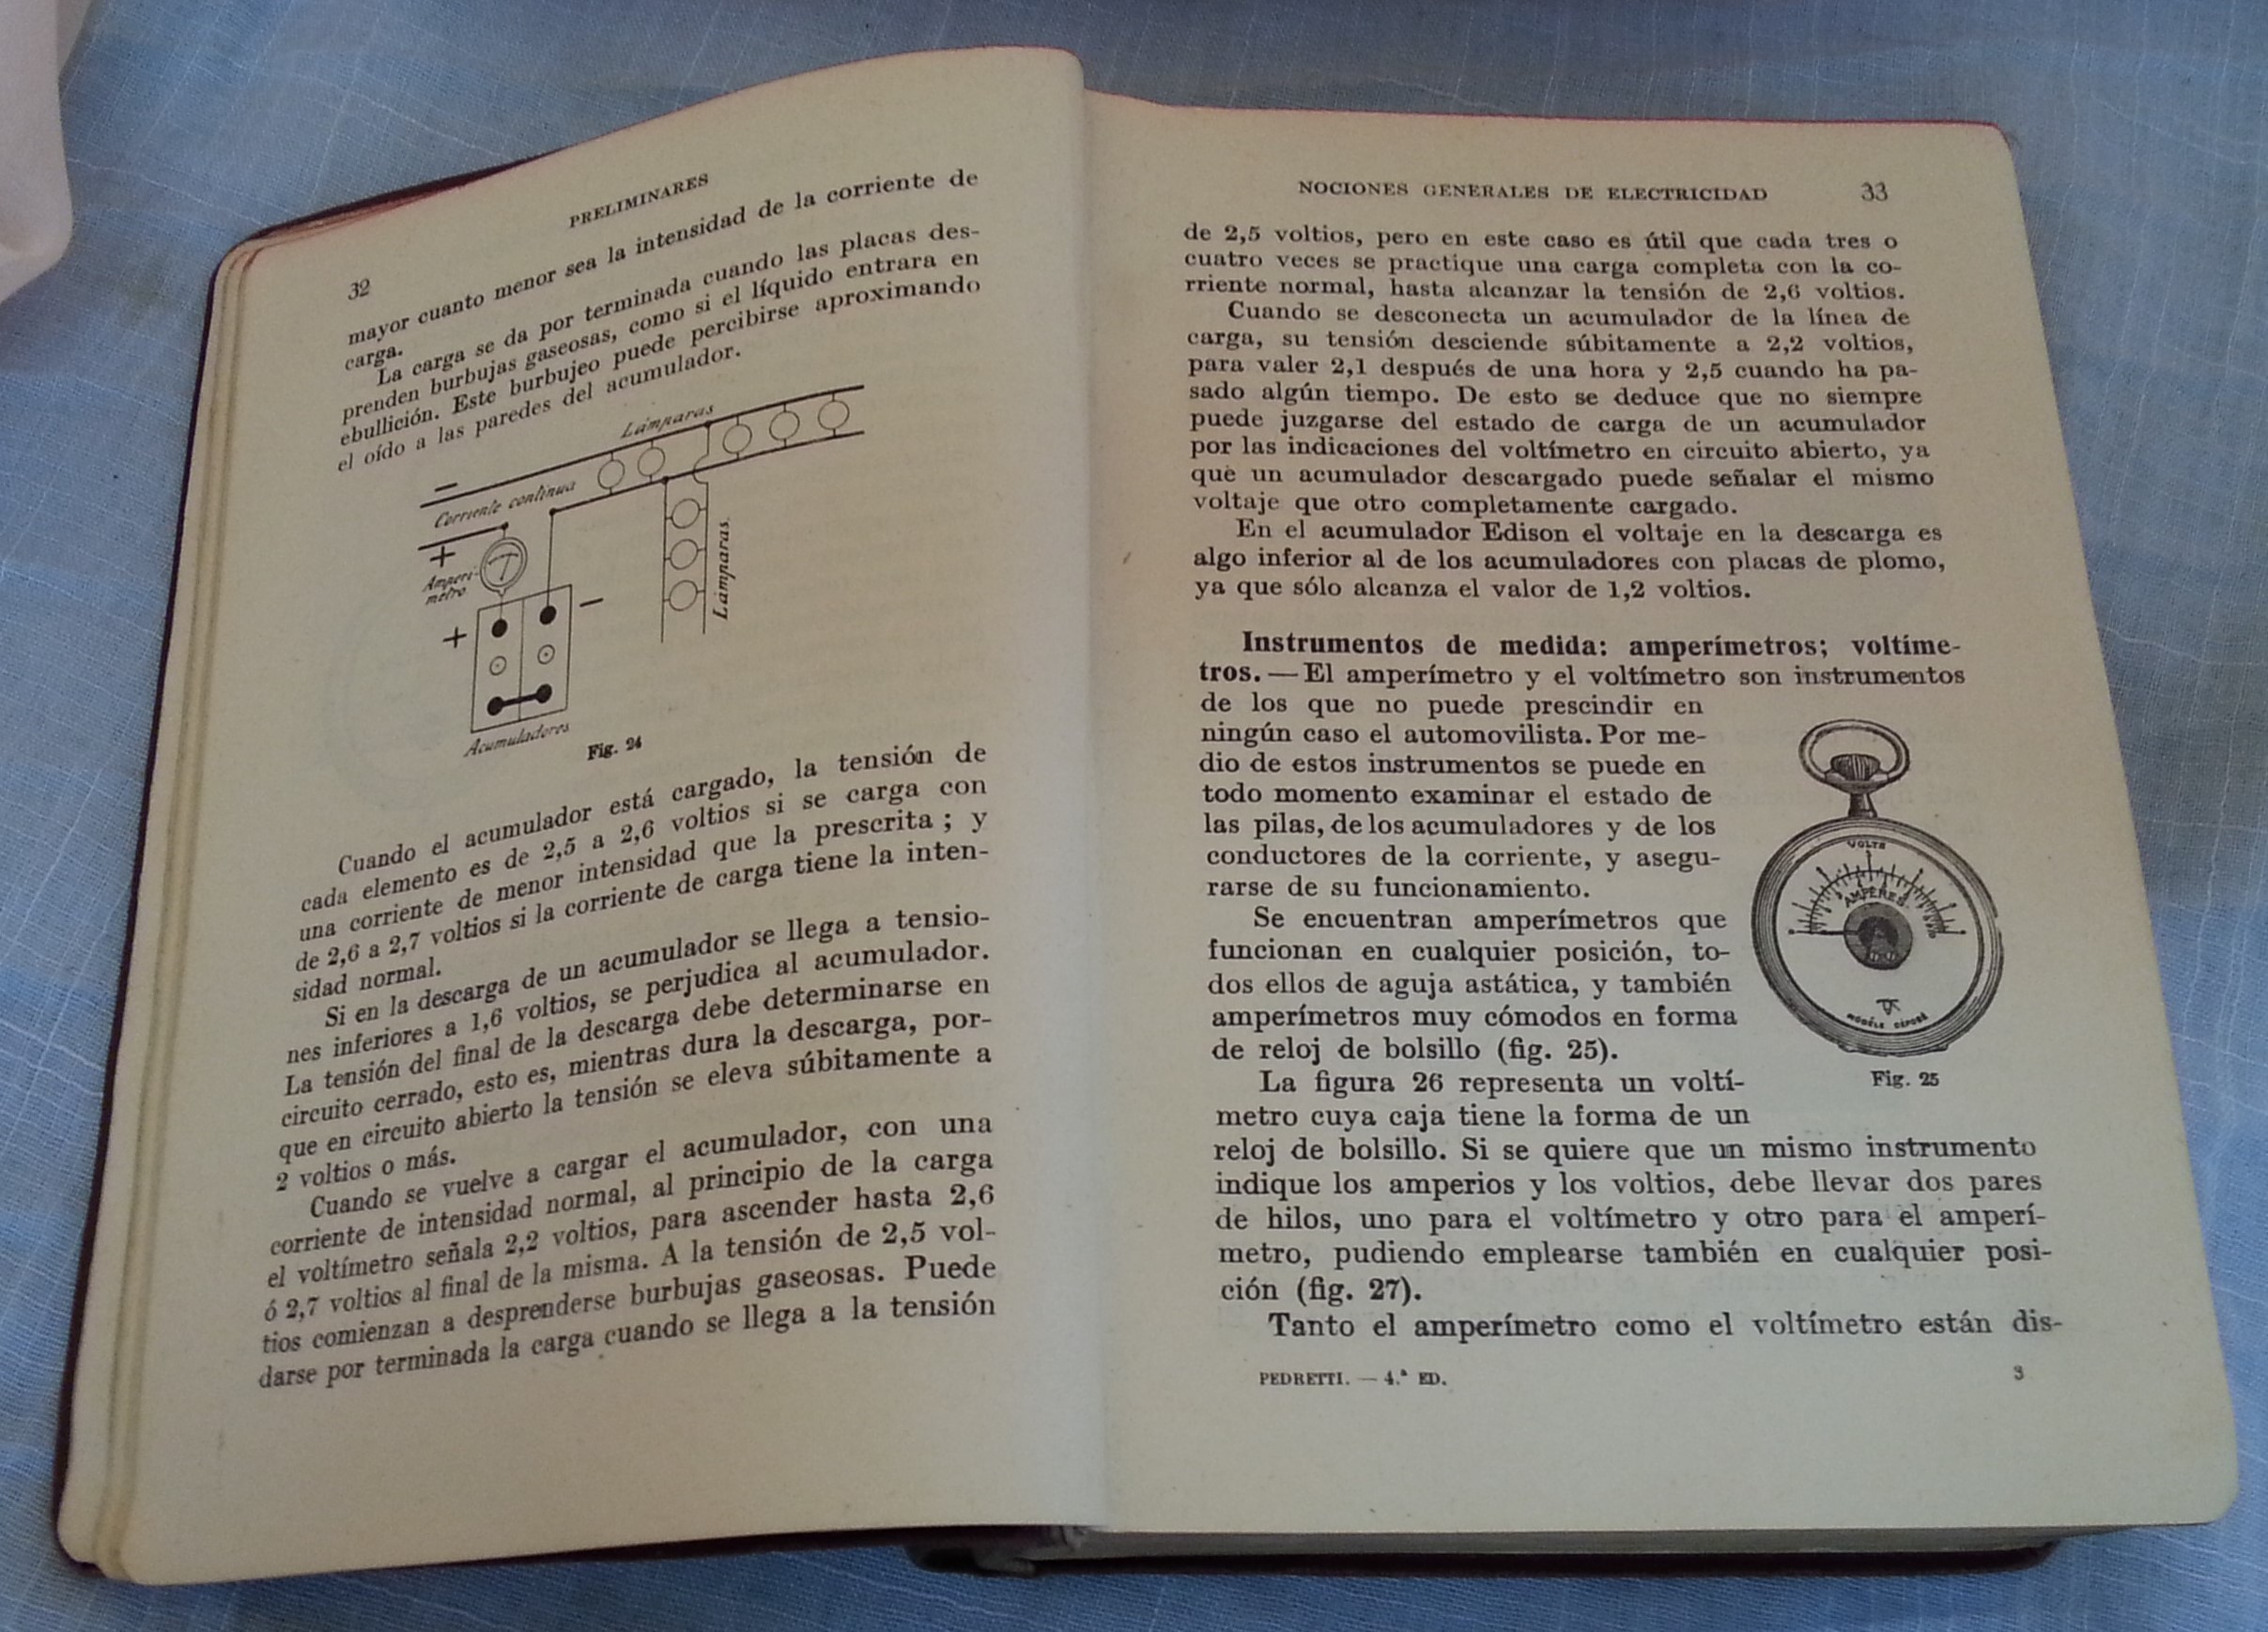 PRELIMINARES
32
mayor cuanto menor sea la intensidad de la corriente de
carga.
La carga se da por terminada cuando las placas des-
prenden burbujas gaseosas, como si el líquido entrara en
ebullición. Este burbujeo puede percibirse aproximando
el oído a las paredes del acumulador.
Lámparas
−
Corriente continua
+
Amperí-
metro
Lámparas.
+
−
Acumuladores
Fig. 24
Cuando el acumulador está cargado, la tensión de
cada elemento es de 2,5 a 2,6 voltios si se carga con
una corriente de menor intensidad que la prescrita ; y
de 2,6 a 2,7 voltios si la corriente de carga tiene la inten-
sidad normal.
Si en la descarga de un acumulador se llega a tensio-
nes inferiores a 1,6 voltios, se perjudica al acumulador.
La tensión del final de la descarga debe determinarse en
circuito cerrado, esto es, mientras dura la descarga, por-
que en circuito abierto la tensión se eleva súbitamente a
2 voltios o más.
Cuando se vuelve a cargar el acumulador, con una
corriente de intensidad normal, al principio de la carga
el voltímetro señala 2,2 voltios, para ascender hasta 2,6
ó 2,7 voltios al final de la misma. A la tensión de 2,5 vol-
tios comienzan a desprenderse burbujas gaseosas. Puede
darse por terminada la carga cuando se llega a la tensión
NOCIONES GENERALES DE ELECTRICIDAD 33
de 2,5 voltios, pero en este caso es útil que cada tres o
cuatro veces se practique una carga completa con la co-
rriente normal, hasta alcanzar la tensión de 2,6 voltios.
Cuando se desconecta un acumulador de la línea de
carga, su tensión desciende súbitamente a 2,2 voltios,
para valer 2,1 después de una hora y 2,5 cuando ha pa-
sado algún tiempo. De esto se deduce que no siempre
puede juzgarse del estado de carga de un acumulador
por las indicaciones del voltímetro en circuito abierto, ya
que un acumulador descargado puede señalar el mismo
voltaje que otro completamente cargado.
En el acumulador Edison el voltaje en la descarga es
algo inferior al de los acumuladores con placas de plomo,
ya que sólo alcanza el valor de 1,2 voltios.
Instrumentos de medida: amperímetros; voltíme-
tros. — El amperímetro y el voltímetro son instrumentos
de los que no puede prescindir en
ningún caso el automovilista. Por me-
dio de estos instrumentos se puede en
todo momento examinar el estado de
las pilas, de los acumuladores y de los
conductores de la corriente, y asegu-
rarse de su funcionamiento.
Se encuentran amperímetros que
funcionan en cualquier posición, to-
dos ellos de aguja astática, y también
amperímetros muy cómodos en forma
de reloj de bolsillo (fig. 25).
VOLTS
AMPÈRES
MODÈLE DÉPOSÉ
Fig. 25
La figura 26 representa un voltí-
metro cuya caja tiene la forma de un
reloj de bolsillo. Si se quiere que un mismo instrumento
indique los amperios y los voltios, debe llevar dos pares
de hilos, uno para el voltímetro y otro para el amperí-
metro, pudiendo emplearse también en cualquier posi-
ción (fig. 27).
Tanto el amperímetro como el voltímetro están dis-
PEDRETTI. — 4.ª ED. 3